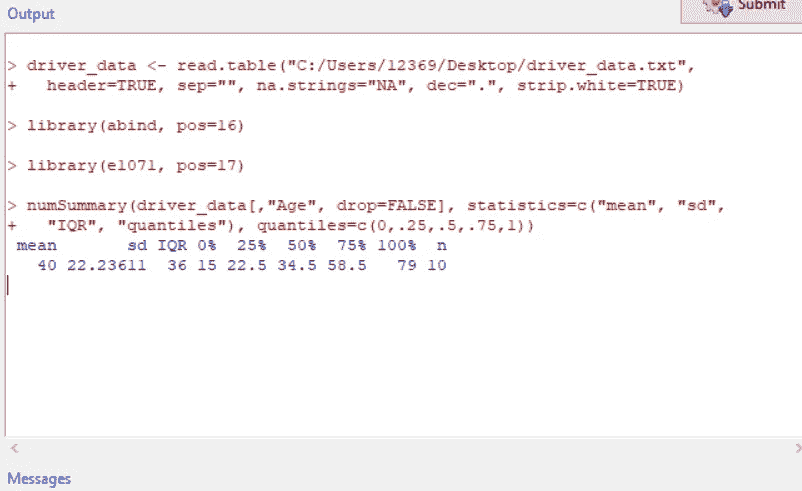 Submit
Output
> driver_data <- read.table("C:/Users/12369/Desktop/driver_data.txt",
+   header=TRUE, sep="", na.strings="NA", dec=".", strip.white=TRUE)
> library(abind, pos=16)
> library(e1071, pos=17)
> numSummary(driver_data[,"Age", drop=FALSE], statistics=c("mean", "sd",
+   "IQR", "quantiles"), quantiles=c(0,.25,.5,.75,1))
 mean       sd IQR 0%  25%  50%  75% 100%  n
   40 22.23611  36 15 22.5 34.5 58.5   79 10
Messages